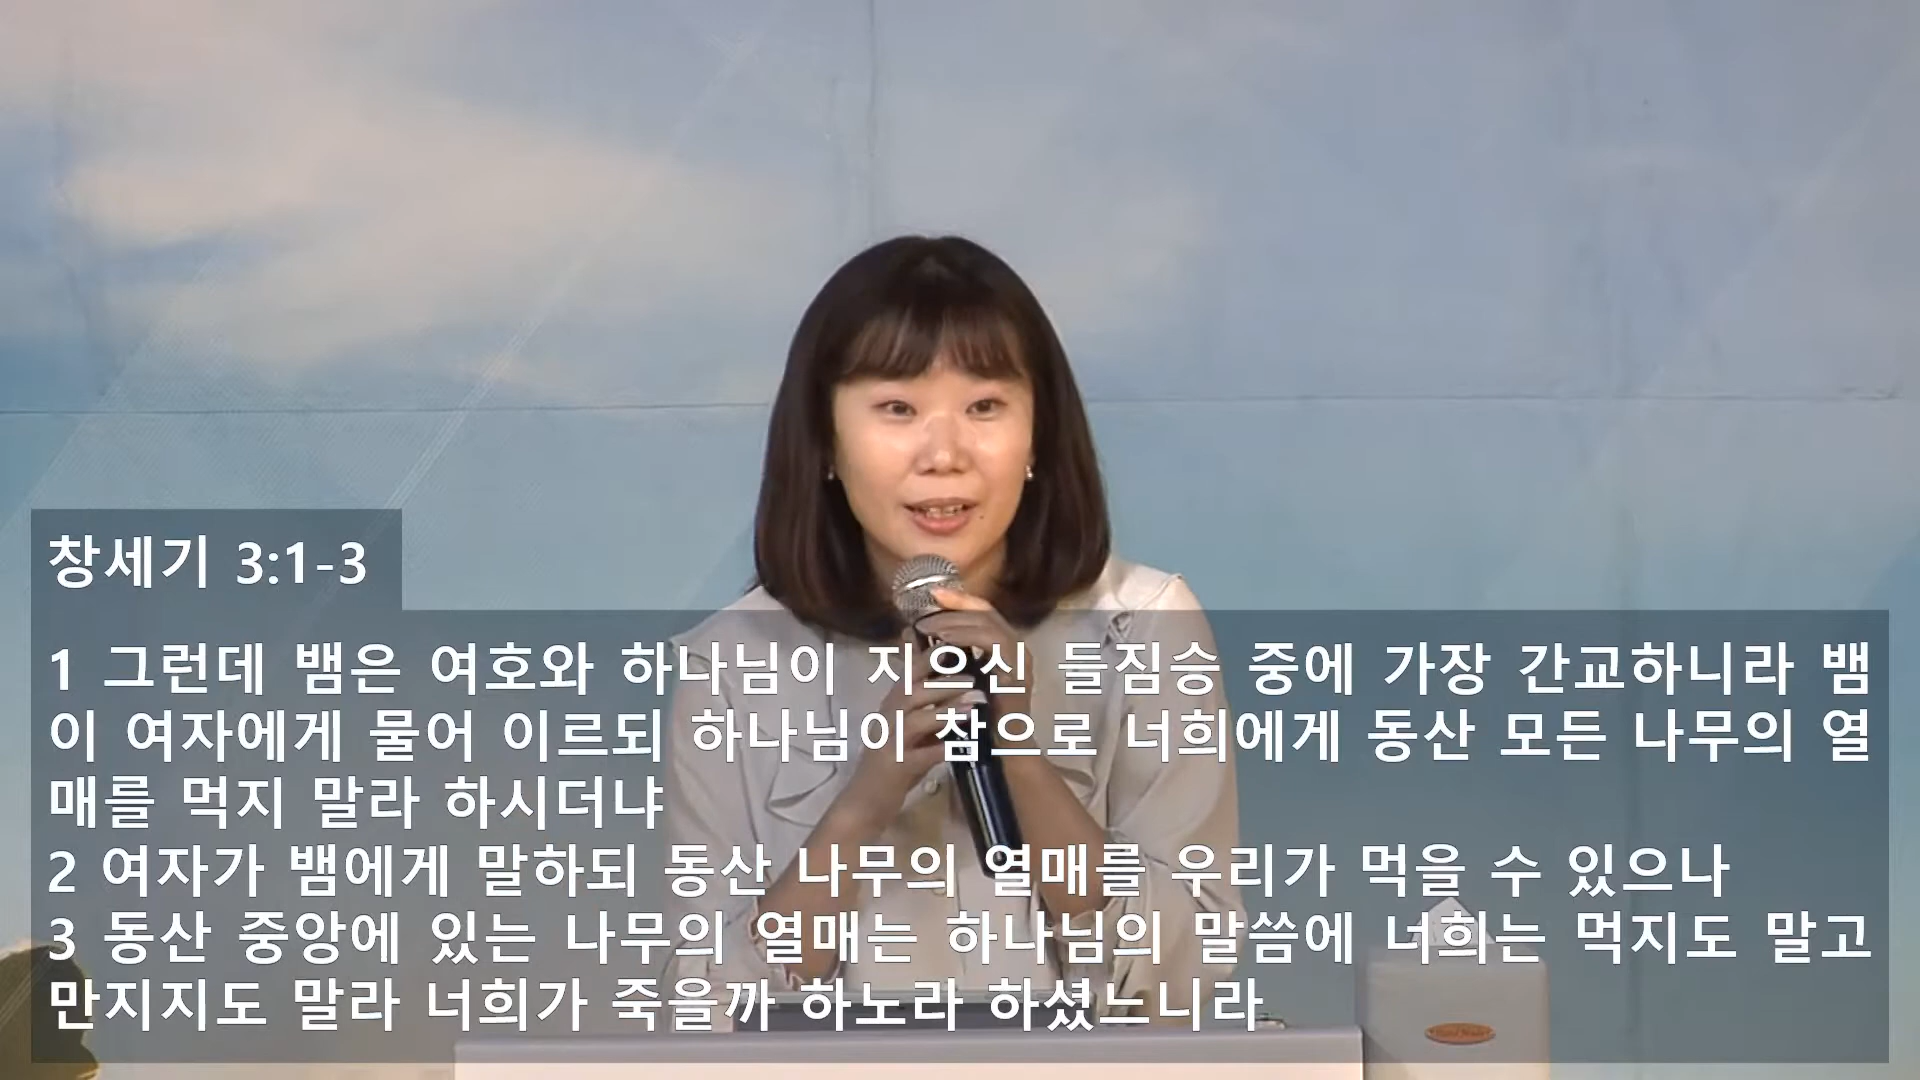 창세기 3:1-3
1 그런데 뱀은 여호와 하나님이 지으신 들짐승 중에 가장 간교하니라 뱀
이 여자에게 물어 이르되 하나님이 참으로 너희에게 동산 모든 나무의 열
매를 먹지 말라 하시더냐
2 여자가 뱀에게 말하되 동산 나무의 열매를 우리가 먹을 수 있으나
3 동산 중앙에 있는 나무의 열매는 하나님의 말씀에 너희는 먹지도 말고
만지지도 말라 너희가 죽을까 하노라 하셨느니라